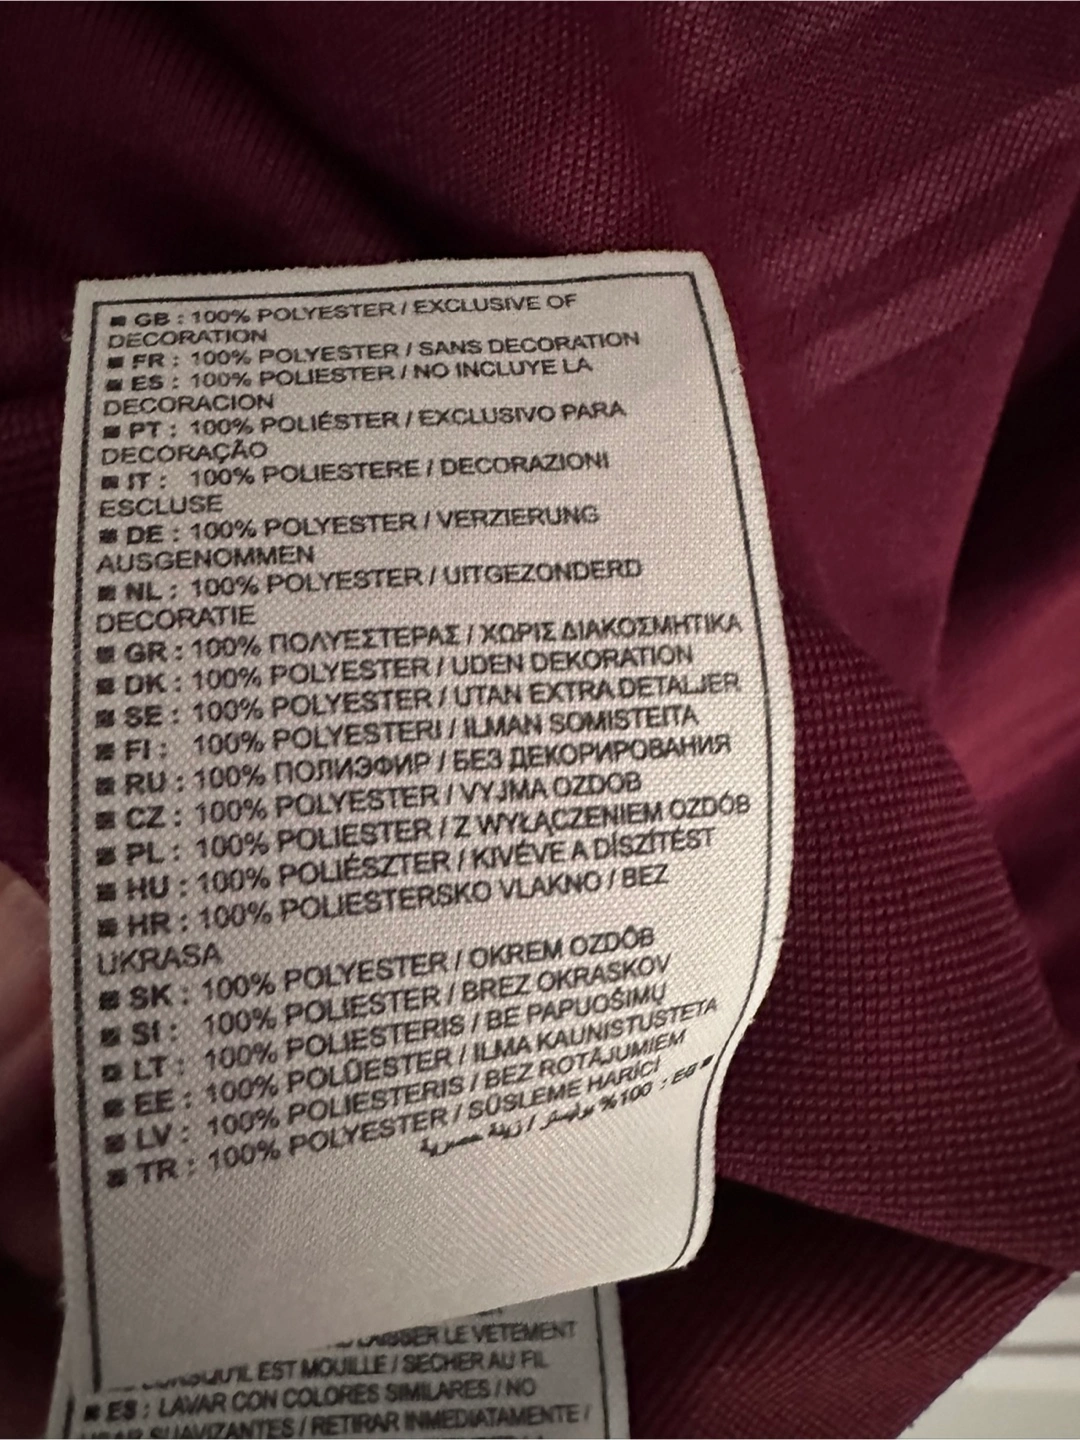 GB : 100% POLYESTER / EXCLUSIVE OF
DECORATION
FR : 100% POLYESTER / SANS DECORATION
ES : 100% POLIESTER / NO INCLUYE LA
DECORACION
PT : 100% POLIÉSTER / EXCLUSIVO PARA
DECORAÇÃO
IT : 100% POLIESTERE / DECORAZIONI
ESCLUSE
DE : 100% POLYESTER / VERZIERUNG
AUSGENOMMEN
NL : 100% POLYESTER / UITGEZONDERD
DECORATIE
GR : 100% ΠΟΛΥΕΣΤΕΡΑΣ / ΧΩΡΙΣ ΔΙΑΚΟΣΜΗΤΙΚΑ
DK : 100% POLYESTER / UDEN DEKORATION
SE : 100% POLYESTER / UTAN EXTRA DETALJER
FI : 100% POLYESTERI / ILMAN SOMISTEITA
RU : 100% ПОЛИЭФИР / БЕЗ ДЕКОРИРОВАНИЯ
CZ : 100% POLYESTER / VYJMA OZDOB
PL : 100% POLIESTER / Z WYŁĄCZENIEM OZDÓB
HU : 100% POLIÉSZTER / KIVÉVE A DÍSZÍTÉST
HR : 100% POLIESTERSKO VLAKNO / BEZ
UKRASA
SK : 100% POLYESTER / OKREM OZDÔB
SI : 100% POLIESTER / BREZ OKRASKOV
LT : 100% POLIESTERIS / BE PAPUOŠIMŲ
EE : 100% POLÜESTER / ILMA KAUNISTUSTETA
LV : 100% POLIESTERIS / BEZ ROTĀJUMIEM
TR : 100% POLYESTER / SÜSLEME HARİCİ
EG : 100% بوليستر / زينة حصرية
LAISSER LE VETEMENT
EST MOUILLE / SECHER AU FIL
ES : LAVAR CON COLORES SIMILARES / NO
USAR SUAVIZANTES / RETIRAR INMEDIATAMENTE /